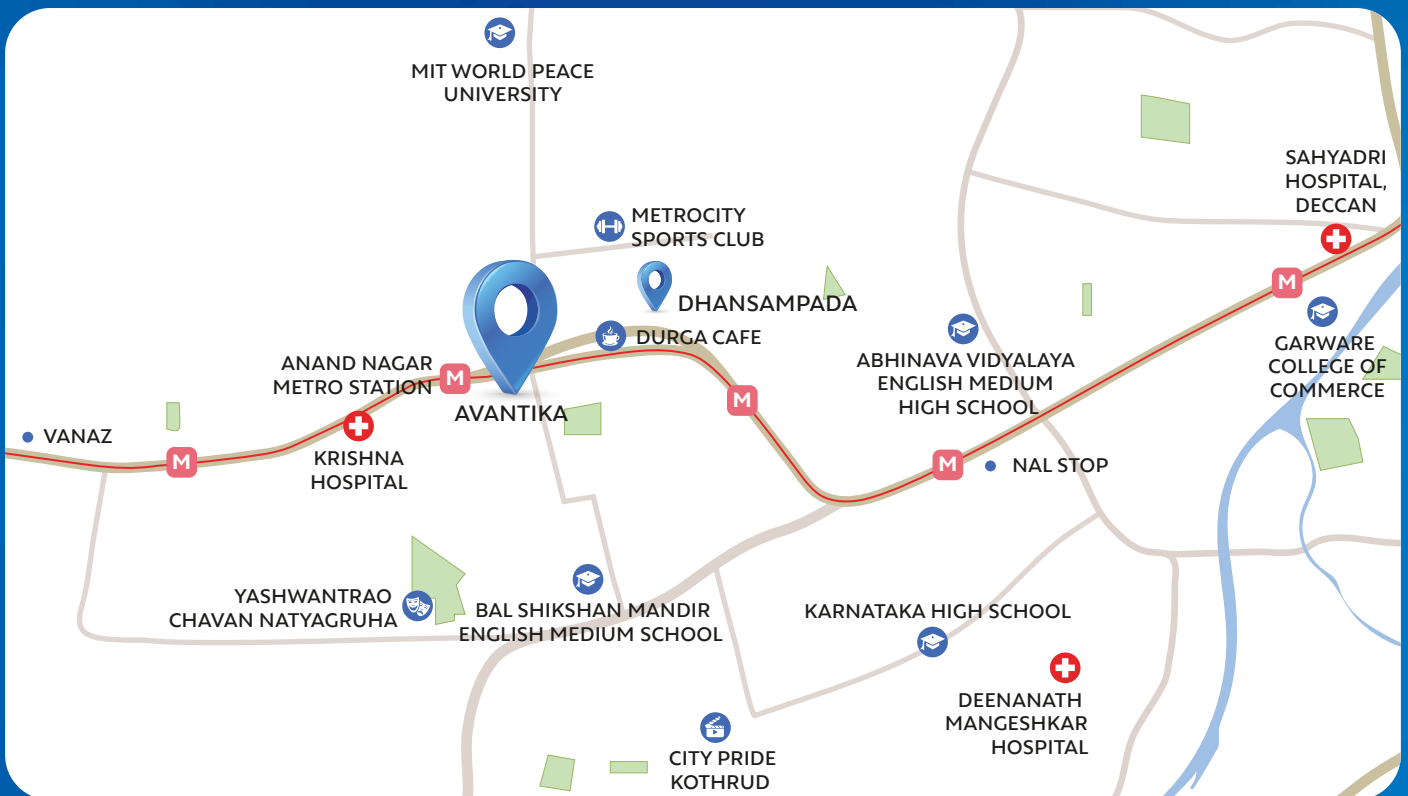 MIT WORLD PEACE
UNIVERSITY
SAHYADRI
HOSPITAL,
DECCAN
METROCITY
SPORTS CLUB
M
DHANSAMPADA
DURGA CAFE
GARWARE
COLLEGE OF
COMMERCE
ABHINAVA VIDYALAYA
ENGLISH MEDIUM
HIGH SCHOOL
ANAND NAGAR
METRO STATION
M
M
AVANTIKA
VANAZ
M
KRISHNA
HOSPITAL
M
NAL STOP
YASHWANTRAO
CHAVAN NATYAGRUHA
BAL SHIKSHAN MANDIR
ENGLISH MEDIUM SCHOOL
KARNATAKA HIGH SCHOOL
DEENANATH
MANGESHKAR
HOSPITAL
CITY PRIDE
KOTHRUD